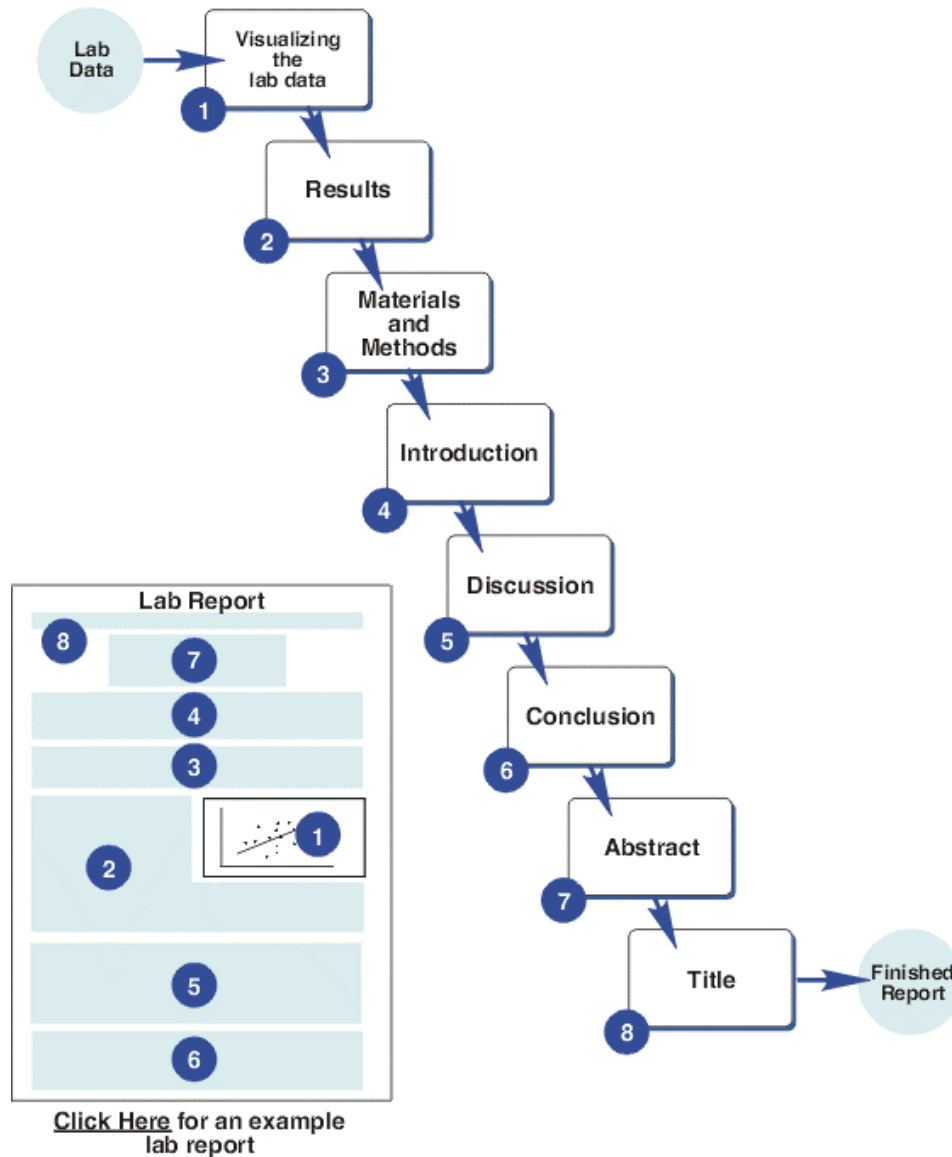 Lab
Data
Visualizing
the
lab data
1
Results
2
Materials
and
Methods
3
Introduction
4
Discussion
5
Conclusion
6
Abstract
7
Title
8
Finished
Report
Lab Report
8
7
4
3
1
2
5
6
Click Here for an example
lab report